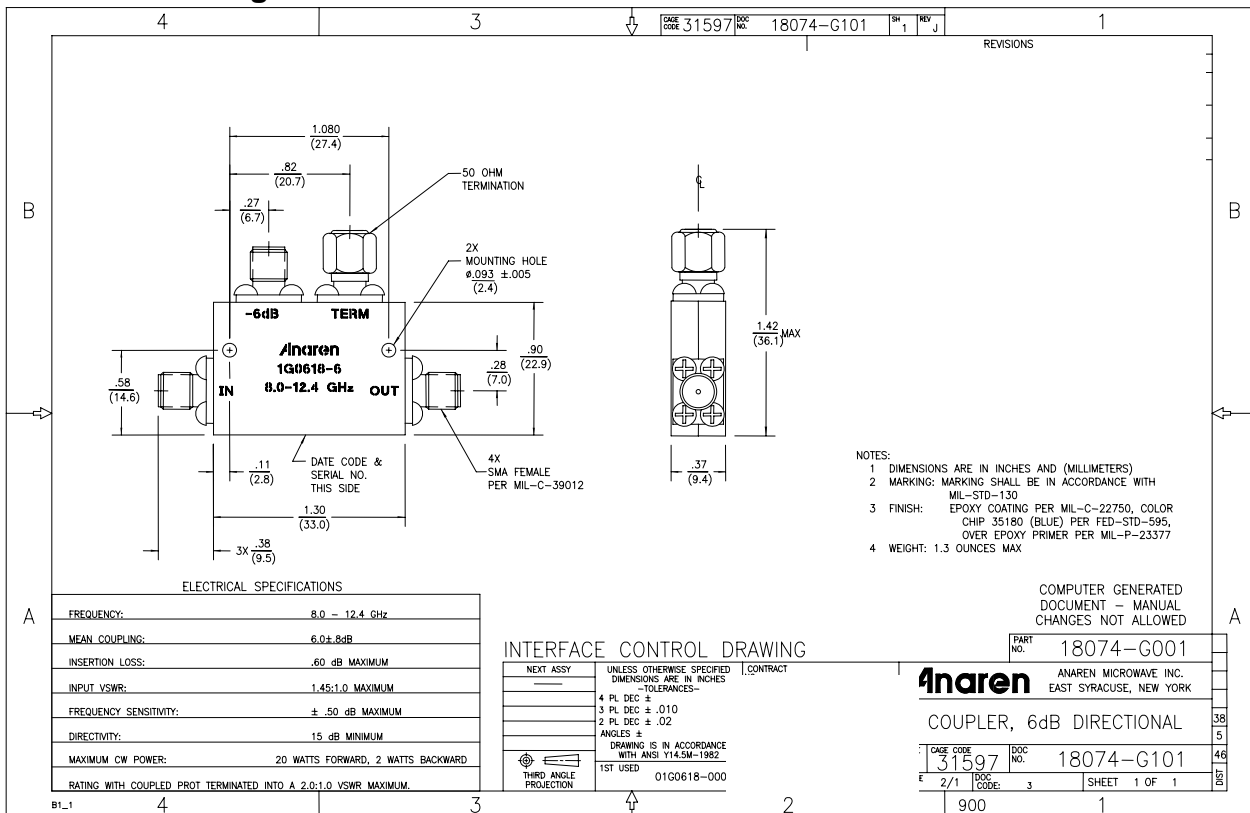 4 3 1
CAGE CODE 31597 DOC NO. 18074-G101 SH 1 REV J
REVISIONS
1.080
(27.4)
.82
(20.7)
50 OHM
TERMINATION
.27
(6.7)
B
B
2X
MOUNTING HOLE
ø.093 ±.005
(2.4)
-6dB TERM
Anaren
1G0618-6
8.0-12.4 GHz
IN OUT
.58
(14.6)
.28
(7.0)
.90
(22.9)
CL
1.42 MAX
(36.1)
.37
(9.4)
.11
(2.8)
DATE CODE &
SERIAL NO.
THIS SIDE
4X
SMA FEMALE
PER MIL-C-39012
1.30
(33.0)
3X .38
(9.5)
NOTES:
1 DIMENSIONS ARE IN INCHES AND (MILLIMETERS)
2 MARKING: MARKING SHALL BE IN ACCORDANCE WITH
MIL-STD-130
3 FINISH: EPOXY COATING PER MIL-C-22750, COLOR
CHIP 35180 (BLUE) PER FED-STD-595,
OVER EPOXY PRIMER PER MIL-P-23377
4 WEIGHT: 1.3 OUNCES MAX
ELECTRICAL SPECIFICATIONS
FREQUENCY: 8.0 - 12.4 GHz
MEAN COUPLING: 6.0±.8dB
INSERTION LOSS: .60 dB MAXIMUM
INPUT VSWR: 1.45:1.0 MAXIMUM
FREQUENCY SENSITIVITY: ± .50 dB MAXIMUM
DIRECTIVITY: 15 dB MINIMUM
MAXIMUM CW POWER: 20 WATTS FORWARD, 2 WATTS BACKWARD
RATING WITH COUPLED PROT TERMINATED INTO A 2.0:1.0 VSWR MAXIMUM.
A
A
COMPUTER GENERATED
DOCUMENT - MANUAL
CHANGES NOT ALLOWED
INTERFACE CONTROL DRAWING
PART NO. 18074-G001
NEXT ASSY
UNLESS OTHERWISE SPECIFIED
DIMENSIONS ARE IN INCHES
-TOLERANCES-
4 PL DEC ±
3 PL DEC ± .010
2 PL DEC ± .02
ANGLES ±
DRAWING IS IN ACCORDANCE
WITH ANSI Y14.5M-1982
THIRD ANGLE
PROJECTION
1ST USED 01G0618-000
CONTRACT
Anaren
ANAREN MICROWAVE INC.
EAST SYRACUSE, NEW YORK
COUPLER, 6dB DIRECTIONAL
CAGE CODE 31597 DOC NO. 18074-G101
2/1 DOC CODE: 3 SHEET 1 OF 1
38
5
46
DIST
B1_1
4 3 2 900 1